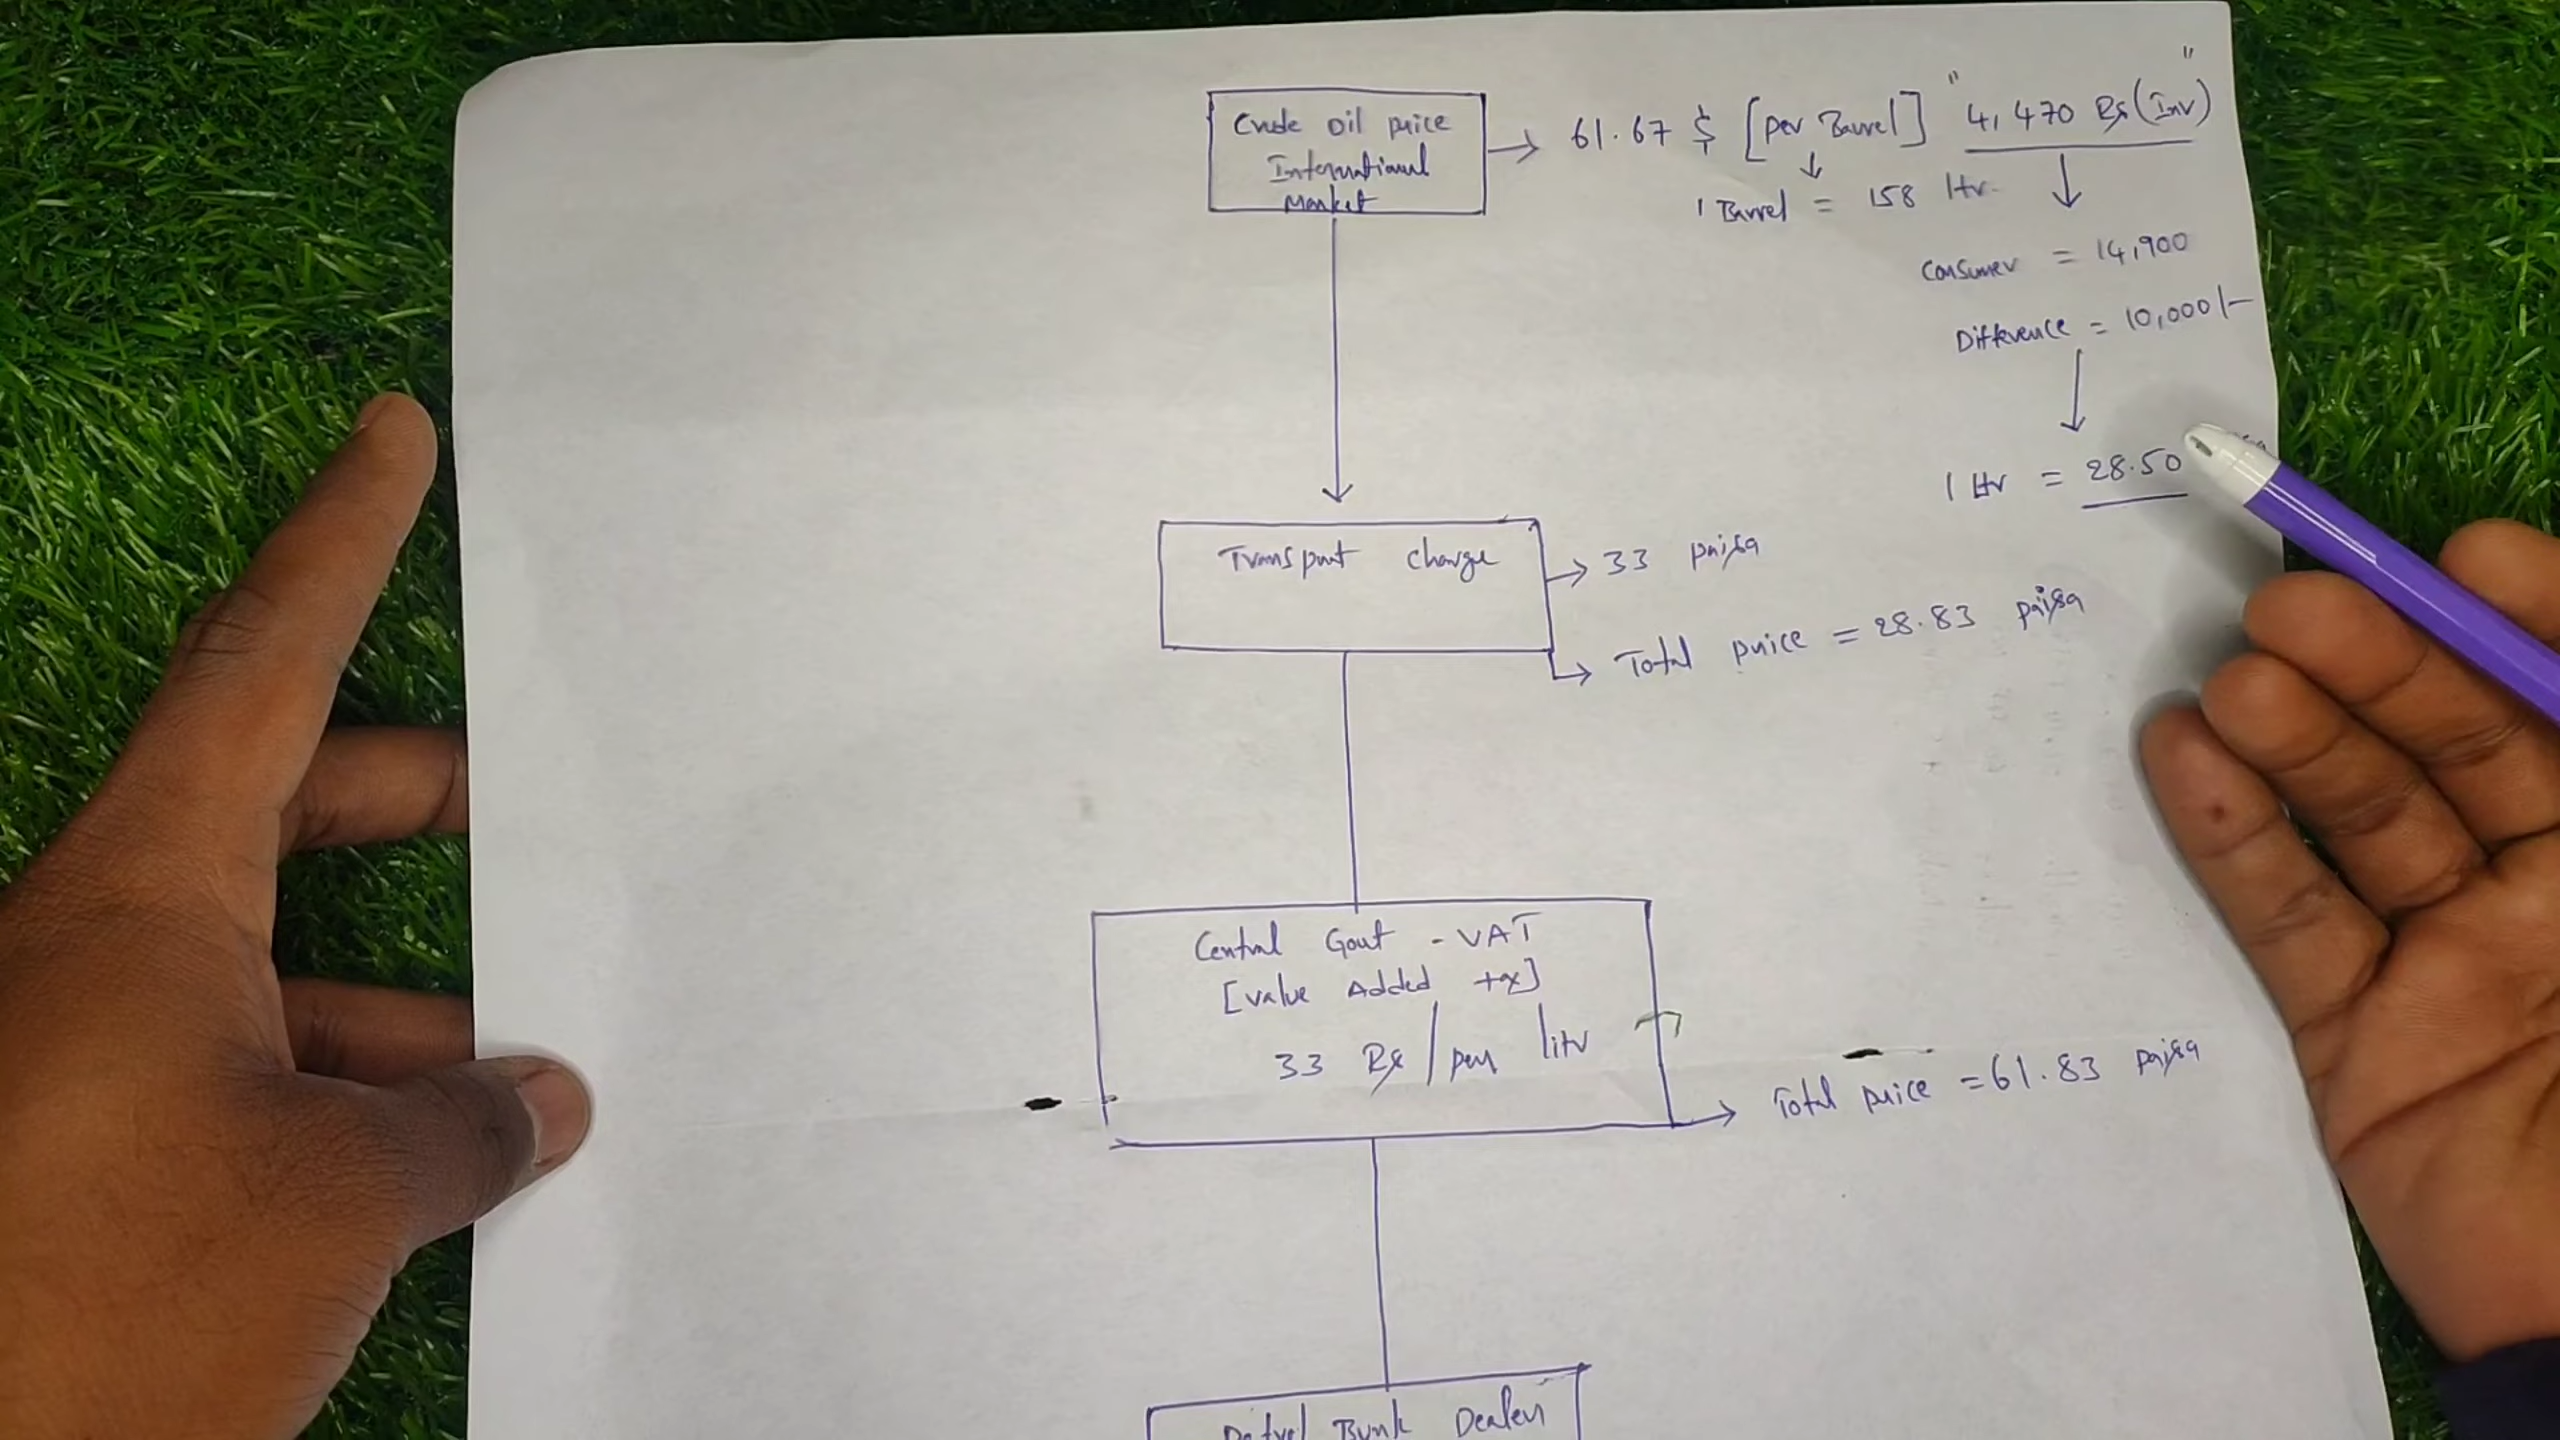 Crude oil price
International
Market
61.67 $ [per Barrel] "4,470 Rs (Inr)"
1 Barrel = 158 ltr.
Consumer = 14,900
Difference = 10,000/-
1 ltr = 28.50
Transport charge
33 paisa
Total price = 28.83 paisa
Central Govt - VAT
[value Added tax]
33 Rs/per litr
Total price = 61.83 paisa
Petrol Bunk Dealer